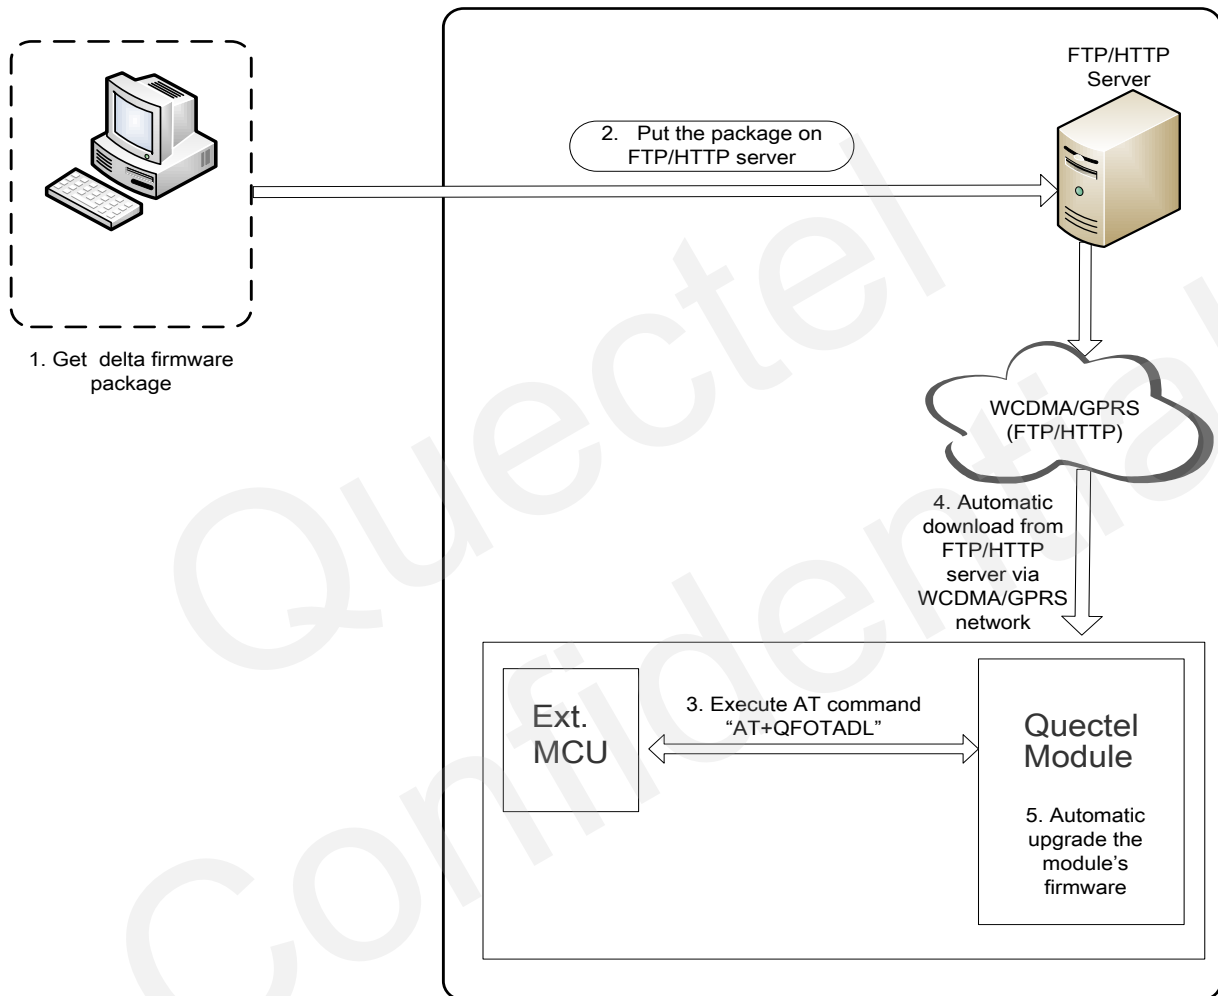 FTP/HTTP
Server
2. Put the package on
FTP/HTTP server
1. Get delta firmware
package
WCDMA/GPRS
(FTP/HTTP)
4. Automatic
download from
FTP/HTTP
server via
WCDMA/GPRS
network
Ext.
MCU
3. Execute AT command
“AT+QFOTADL”
Quectel
Module
5. Automatic
upgrade the
module’s
firmware
Quectel
Confidential